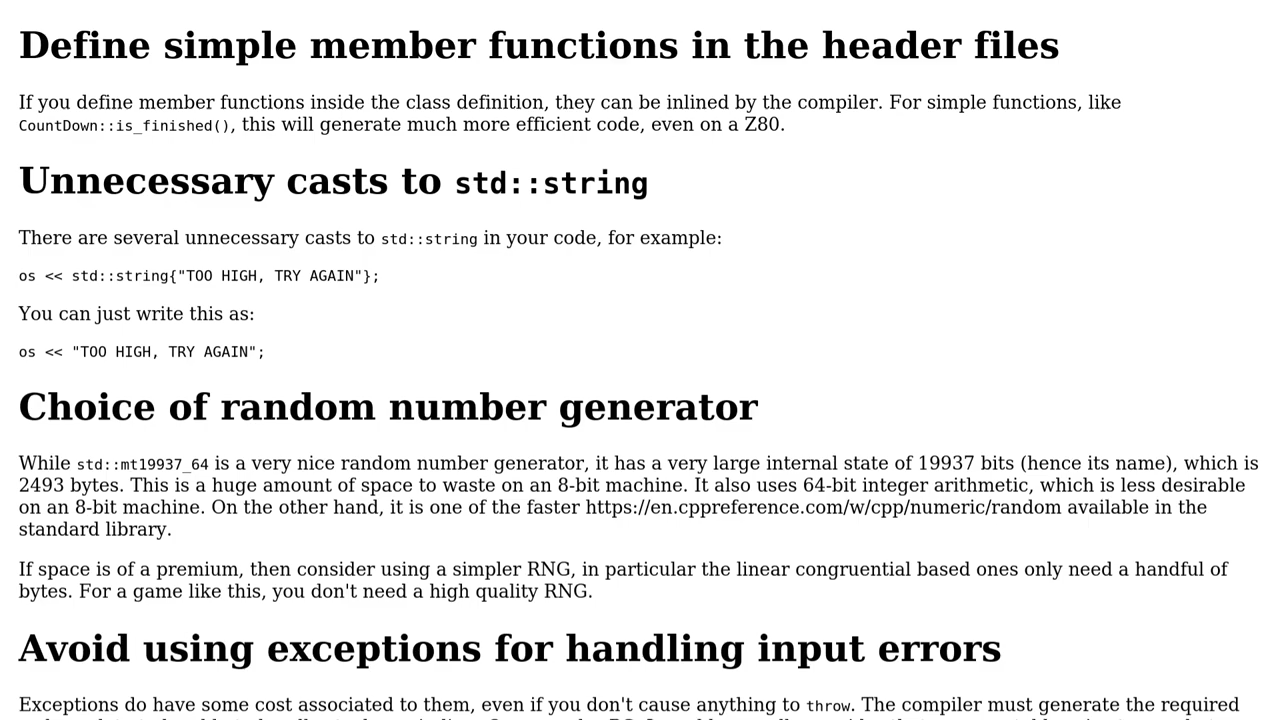 Define simple member functions in the header files
If you define member functions inside the class definition, they can be inlined by the compiler. For simple functions, like
CountDown::is_finished(), this will generate much more efficient code, even on a Z80.
Unnecessary casts to std::string
There are several unnecessary casts to std::string in your code, for example:
os << std::string{"TOO HIGH, TRY AGAIN"};
You can just write this as:
os << "TOO HIGH, TRY AGAIN";
Choice of random number generator
While std::mt19937_64 is a very nice random number generator, it has a very large internal state of 19937 bits (hence its name), which is
2493 bytes. This is a huge amount of space to waste on an 8-bit machine. It also uses 64-bit integer arithmetic, which is less desirable
on an 8-bit machine. On the other hand, it is one of the faster https://en.cppreference.com/w/cpp/numeric/random available in the
standard library.
If space is of a premium, then consider using a simpler RNG, in particular the linear congruential based ones only need a handful of
bytes. For a game like this, you don't need a high quality RNG.
Avoid using exceptions for handling input errors
Exceptions do have some cost associated to them, even if you don't cause anything to throw. The compiler must generate the required